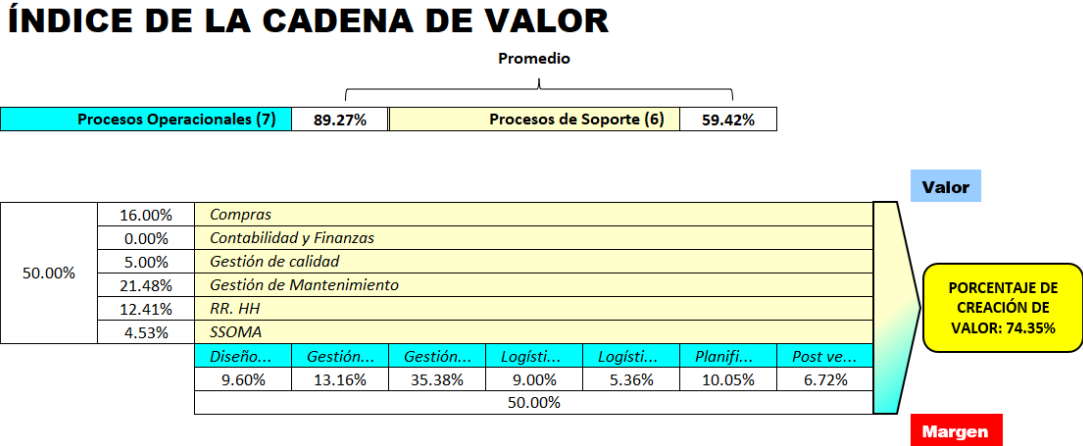 ÍNDICE DE LA CADENA DE VALOR
Promedio
Procesos Operacionales (7) 89.27% Procesos de Soporte (6) 59.42%
Valor
50.00%
16.00% Compras
0.00% Contabilidad y Finanzas
5.00% Gestión de calidad
21.48% Gestión de Mantenimiento
12.41% RR. HH
4.53% SSOMA
PORCENTAJE DE
CREACIÓN DE
VALOR: 74.35%
Diseño... Gestión... Gestión... Logísti... Logísti... Planifi... Post ve...
9.60% 13.16% 35.38% 9.00% 5.36% 10.05% 6.72%
50.00%
Margen